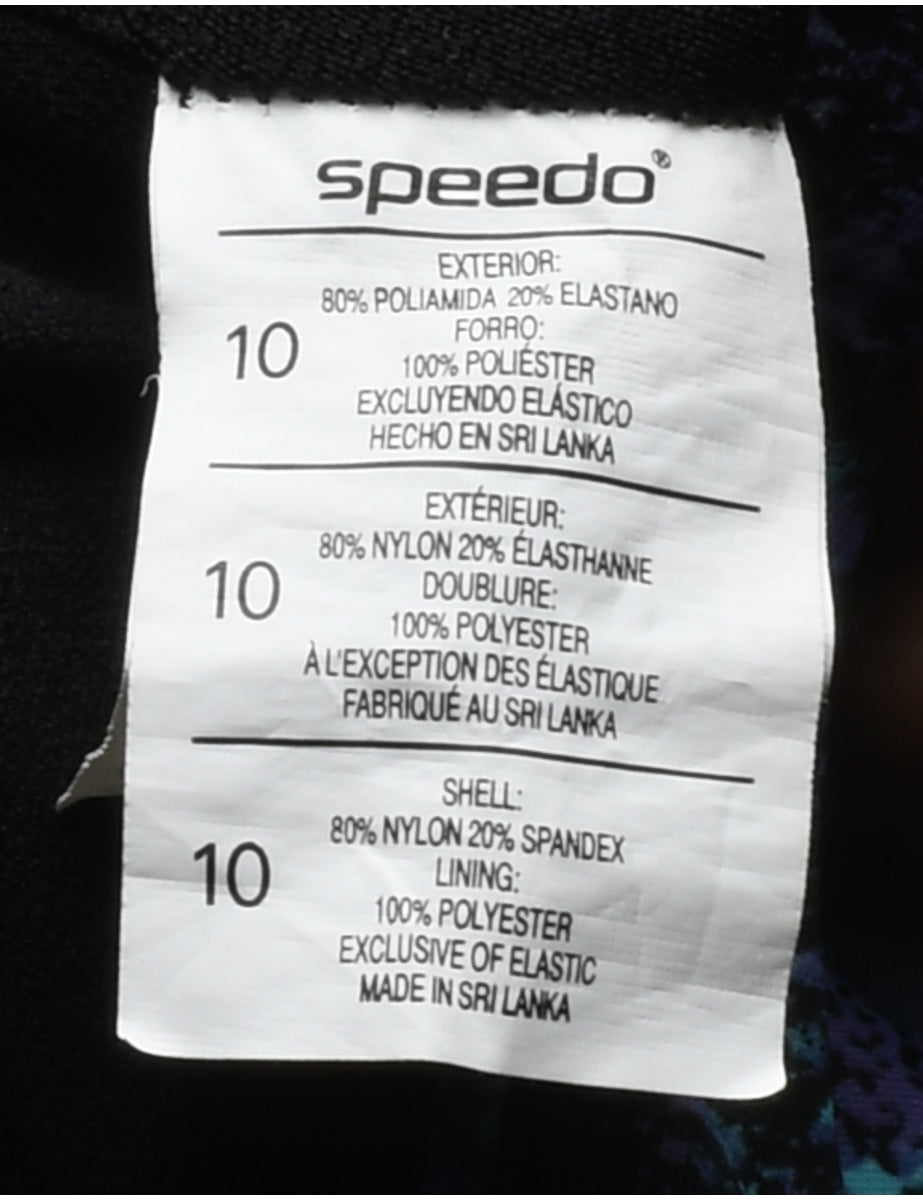 speedo®
EXTERIOR:
80% POLIAMIDA 20% ELASTANO
FORRO:
10
100% POLIÉSTER
EXCLUYENDO ELÁSTICO
HECHO EN SRI LANKA
EXTÉRIEUR:
80% NYLON 20% ÉLASTHANNE
10
DOUBLURE:
100% POLYESTER
À L'EXCEPTION DES ÉLASTIQUE
FABRIQUÉ AU SRI LANKA
SHELL:
80% NYLON 20% SPANDEX
10
LINING:
100% POLYESTER
EXCLUSIVE OF ELASTIC
MADE IN SRI LANKA